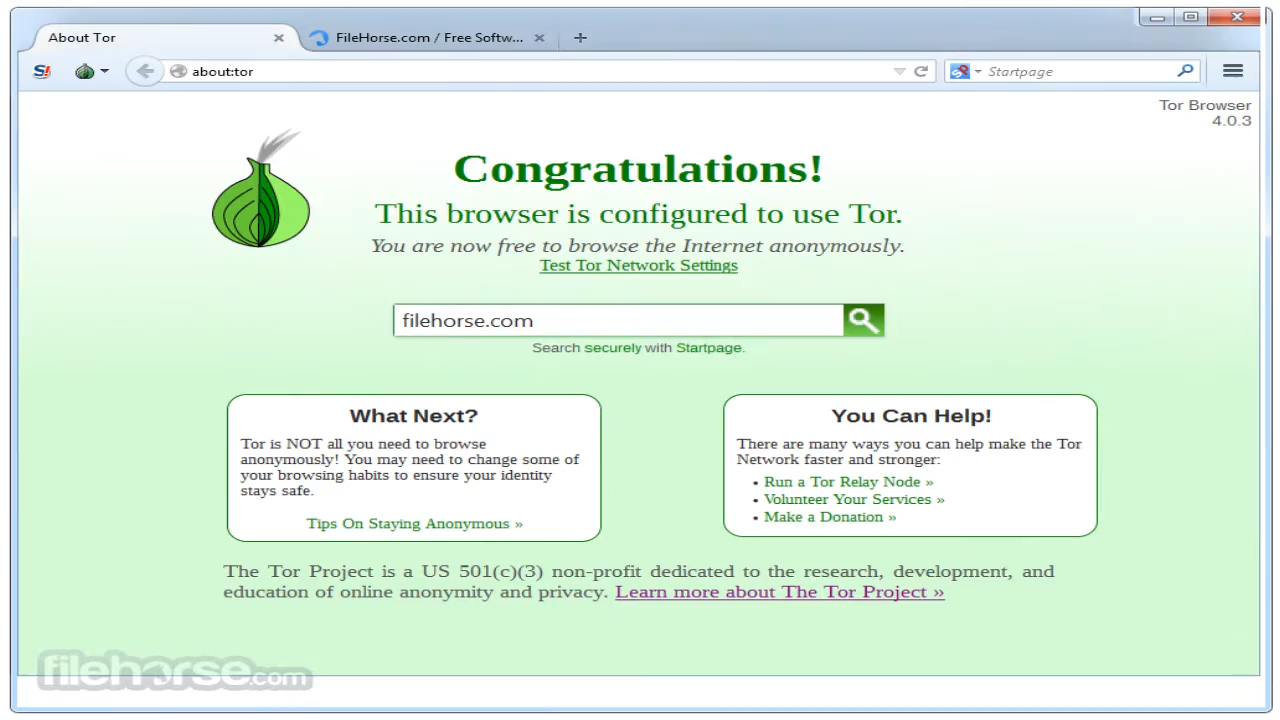 About Tor
FileHorse.com / Free Softw...
S!
about:tor
Startpage
Tor Browser
4.0.3
Congratulations!
This browser is configured to use Tor.
You are now free to browse the Internet anonymously.
Test Tor Network Settings
filehorse.com
Search securely with Startpage.
What Next?
Tor is NOT all you need to browse
anonymously! You may need to change some of
your browsing habits to ensure your identity
stays safe.
Tips On Staying Anonymous »
You Can Help!
There are many ways you can help make the Tor
Network faster and stronger:
• Run a Tor Relay Node »
• Volunteer Your Services »
• Make a Donation »
The Tor Project is a US 501(c)(3) non-profit dedicated to the research, development, and
education of online anonymity and privacy. Learn more about The Tor Project »
filehorse.com